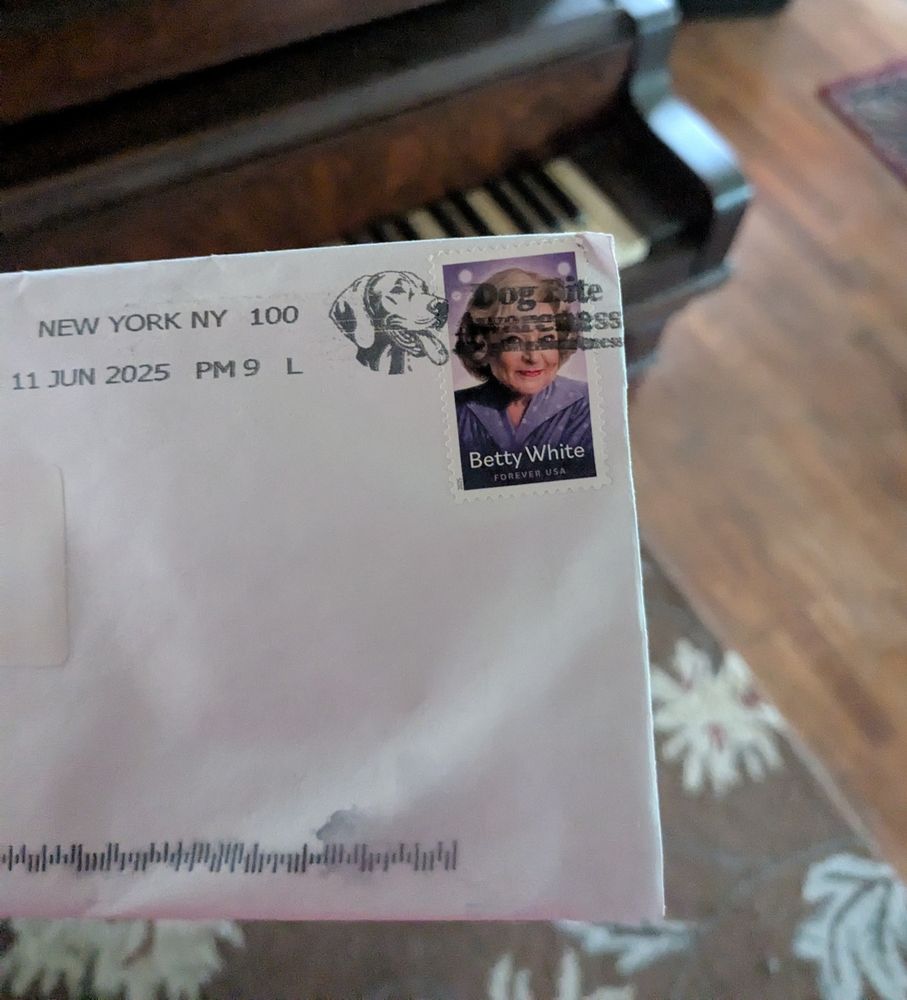 NEW YORK NY 100
11 JUN 2025 PM 9 L
Dog Bite
Awareness
Betty White
FOREVER USA